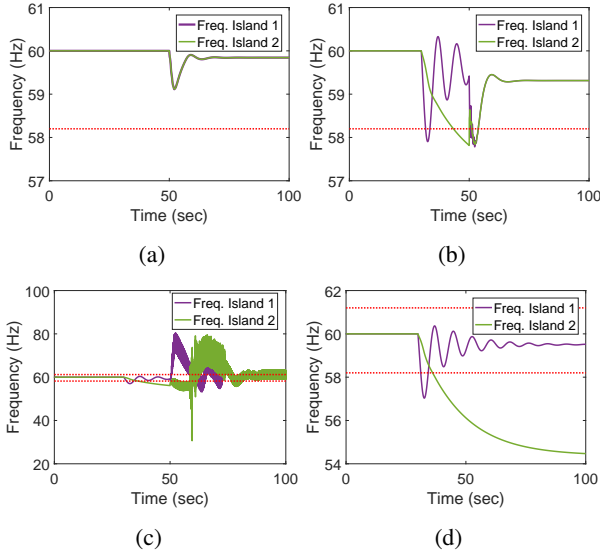 61
60
59
58
57
Frequency (Hz)
0
50
100
Time (sec)
Freq. Island 1
Freq. Island 2
(a)
61
60
59
58
57
Frequency (Hz)
0
50
100
Time (sec)
Freq. Island 1
Freq. Island 2
(b)
100
80
60
40
20
Frequency (Hz)
0
50
100
Time (sec)
Freq. Island 1
Freq. Island 2
(c)
62
60
58
56
54
Frequency (Hz)
0
50
100
Time (sec)
Freq. Island 1
Freq. Island 2
(d)